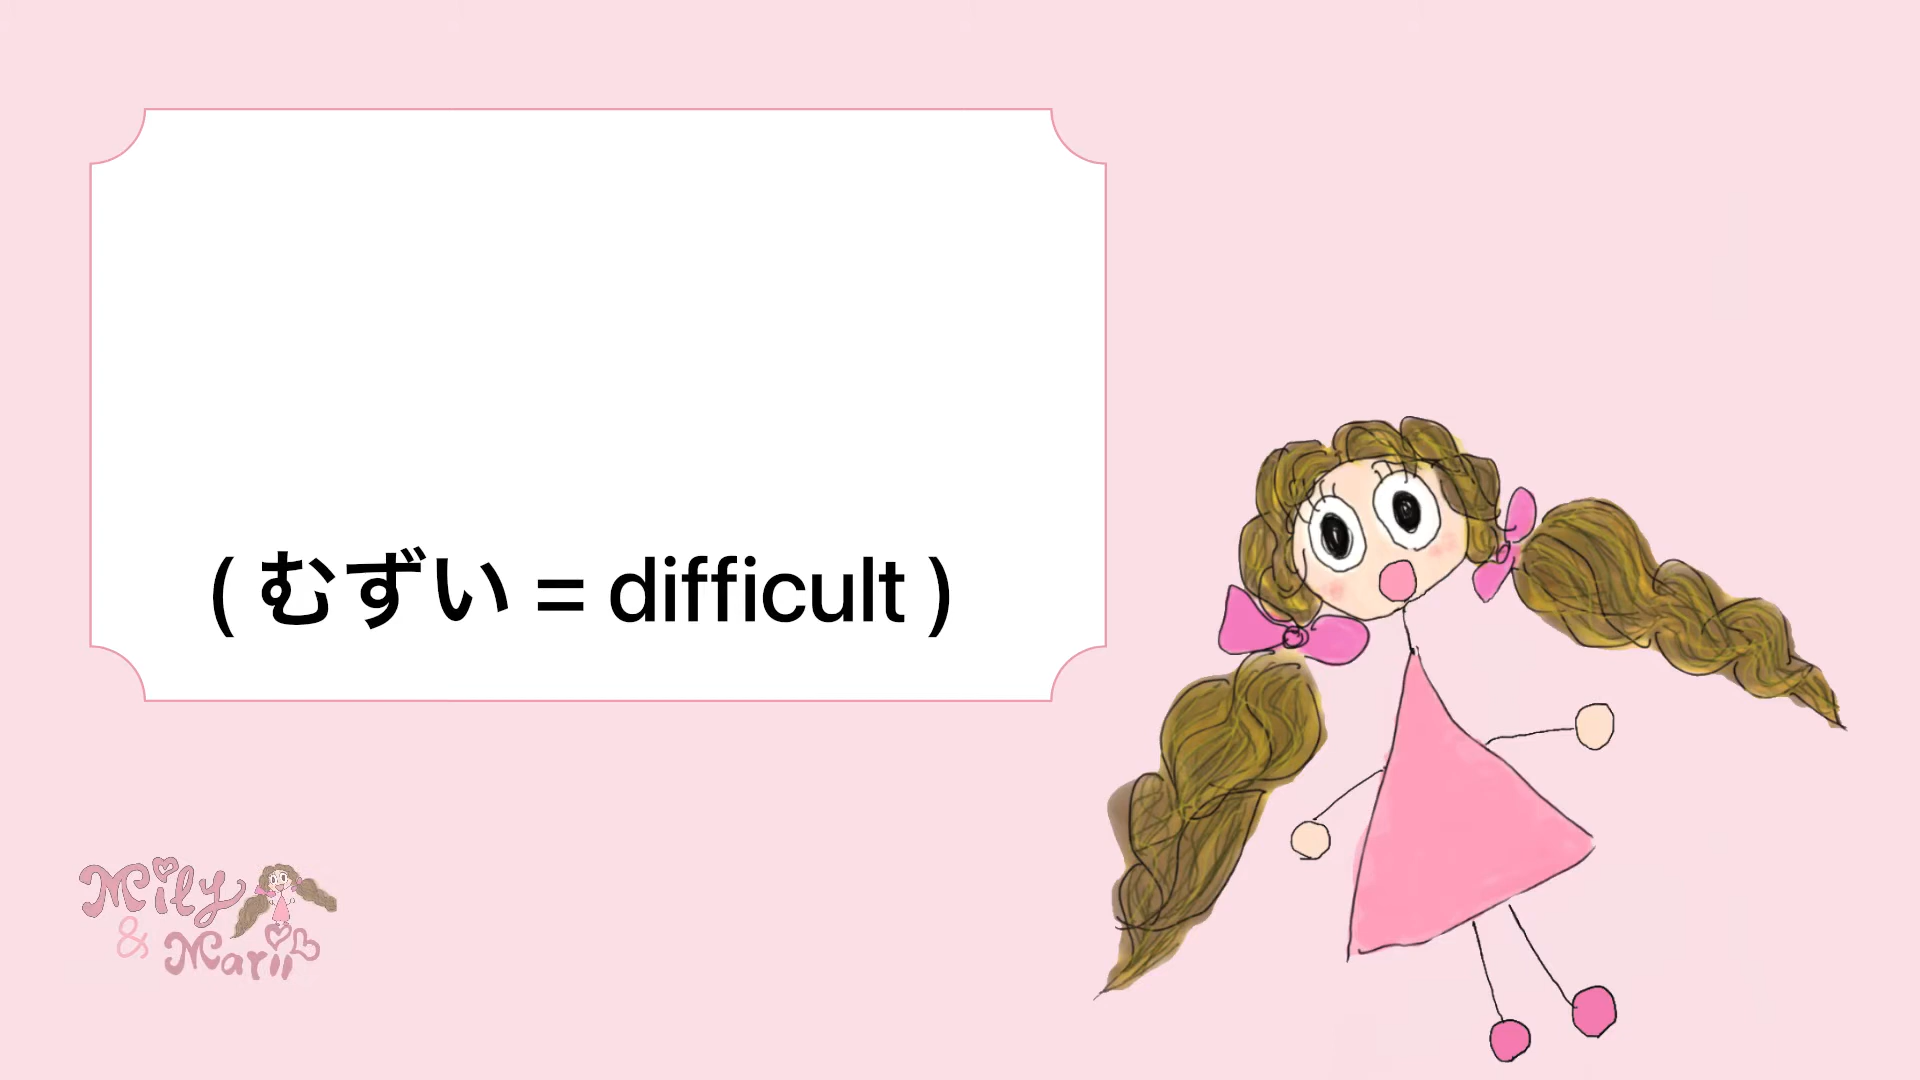 ( むずい = difficult )
Mily
& Marii